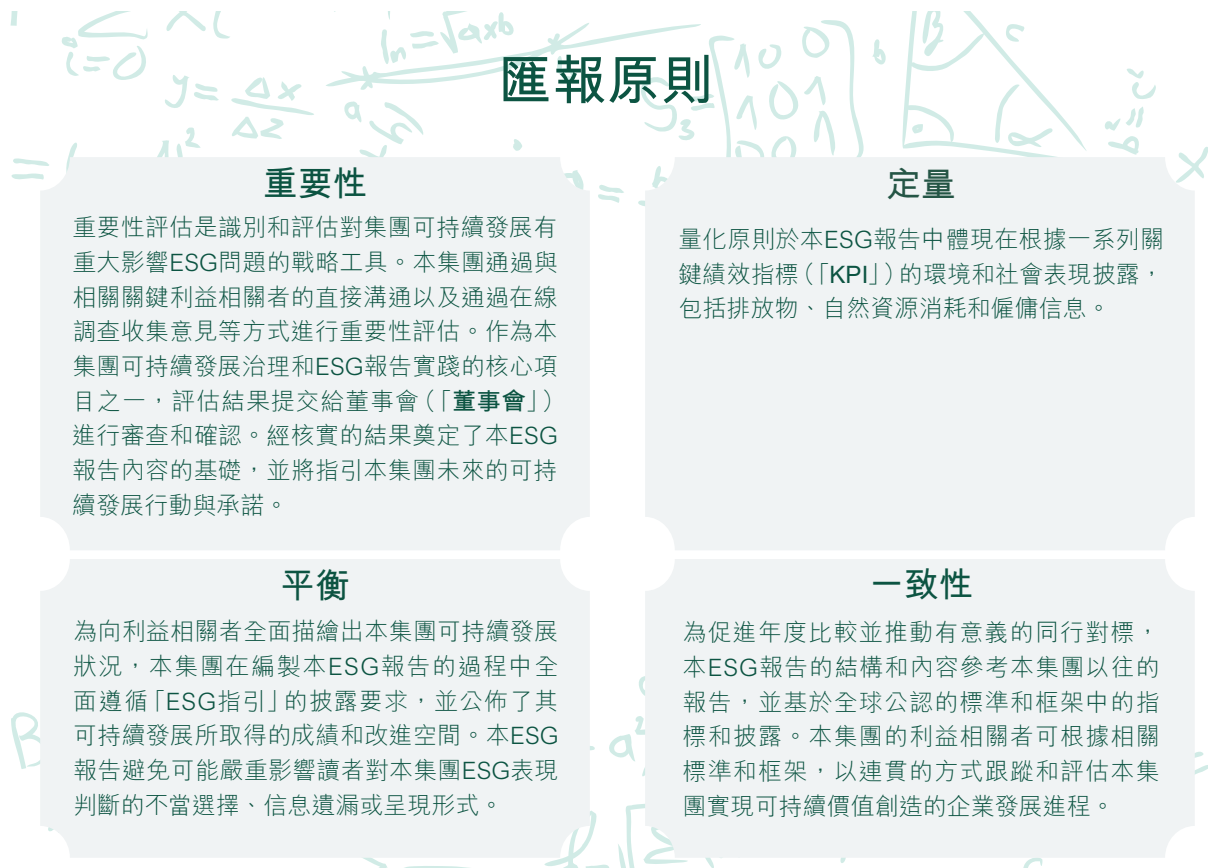 匯報原則
重要性
重要性評估是識別和評估對集團可持續發展有
重大影響ESG問題的戰略工具。本集團通過與
相關關鍵利益相關者的直接溝通以及通過在線
調查收集意見等方式進行重要性評估。作為本
集團可持續發展治理和ESG報告實踐的核心項
目之一，評估結果提交給董事會（「董事會」）
進行審查和確認。經核實的結果奠定了本ESG
報告內容的基礎，並將指引本集團未來的可持
續發展行動與承諾。
定量
量化原則於本ESG報告中體現在根據一系列關
鍵績效指標（「KPI」）的環境和社會表現披露，
包括排放物、自然資源消耗和僱傭信息。
平衡
為向利益相關者全面描繪出本集團可持續發展
狀況，本集團在編製本ESG報告的過程中全
面遵循「ESG指引」的披露要求，並公佈了其
可持續發展所取得的成績和改進空間。本ESG
報告避免可能嚴重影響讀者對本集團ESG表現
判斷的不當選擇、信息遺漏或呈現形式。
一致性
為促進年度比較並推動有意義的同行對標，
本ESG報告的結構和內容參考本集團以往的
報告，並基於全球公認的標準和框架中的指
標和披露。本集團的利益相關者可根據相關
標準和框架，以連貫的方式跟蹤和評估本集
團實現可持續價值創造的企業發展進程。